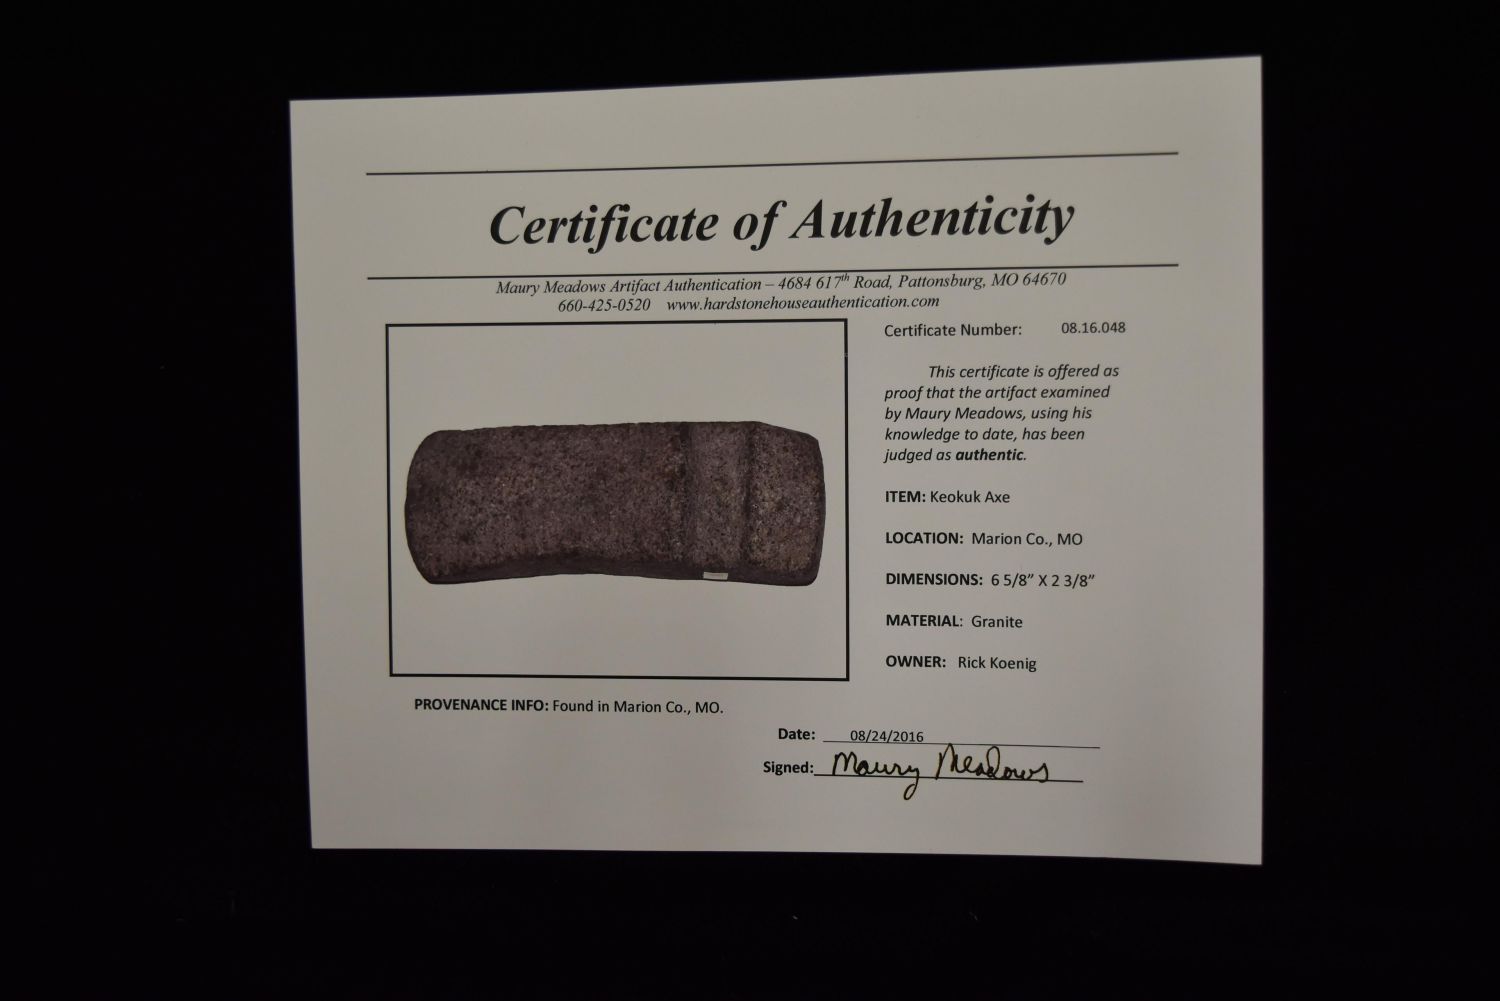 Certificate of Authenticity
Maury Meadows Artifact Authentication – 4684 617th Road, Pattonsburg, MO 64670
660-425-0520 www.hardstonehouseauthentication.com
Certificate Number: 08.16.048
This certificate is offered as
proof that the artifact examined
by Maury Meadows, using his
knowledge to date, has been
judged as authentic.
ITEM: Keokuk Axe
LOCATION: Marion Co., MO
DIMENSIONS: 6 5/8” X 2 3/8”
MATERIAL: Granite
OWNER: Rick Koenig
PROVENANCE INFO: Found in Marion Co., MO.
Date: 08/24/2016
Signed: Maury Meadows